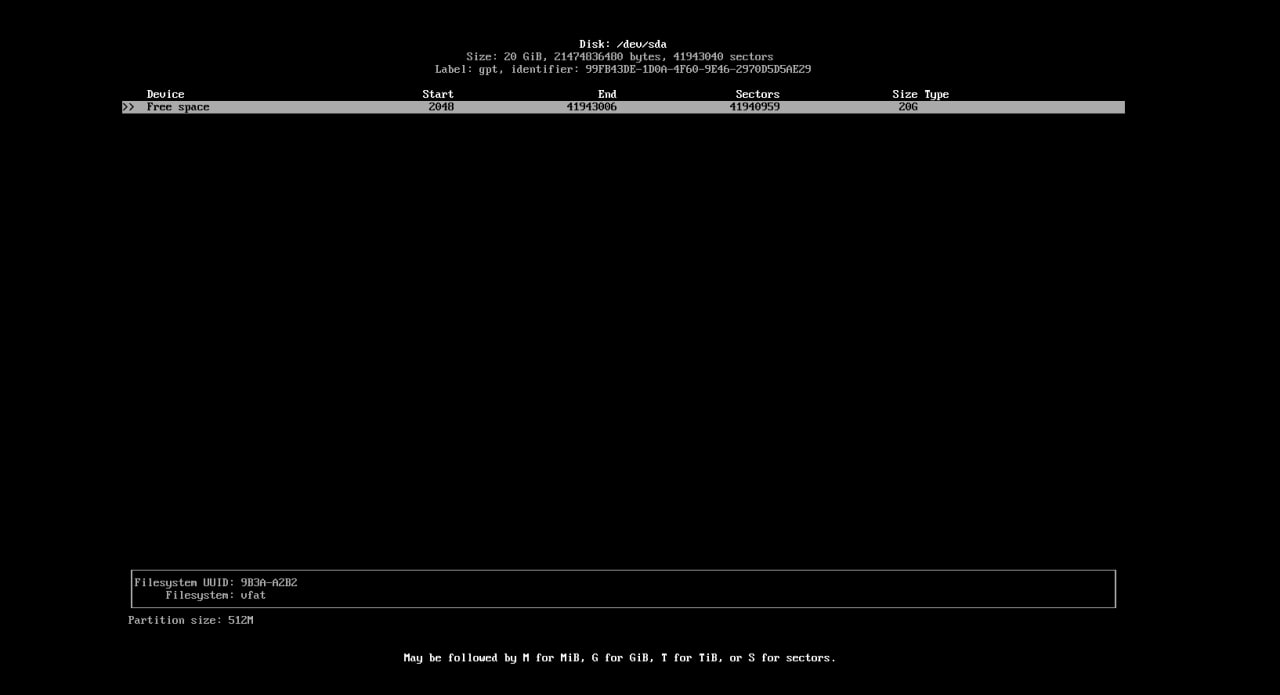 Disk: /dev/sda
Size: 20 GiB, 21474836480 bytes, 41943040 sectors
Label: gpt, identifier: 99FB43DE-1D0A-4F60-9E46-2970D5D5AE29
Device Start End Sectors Size Type
>> Free space 2048 41943006 41940959 20G
Filesystem UUID: 9B3A-A2B2
Filesystem: vfat
Partition size: 512M
May be followed by M for MiB, G for GiB, T for TiB, or S for sectors.